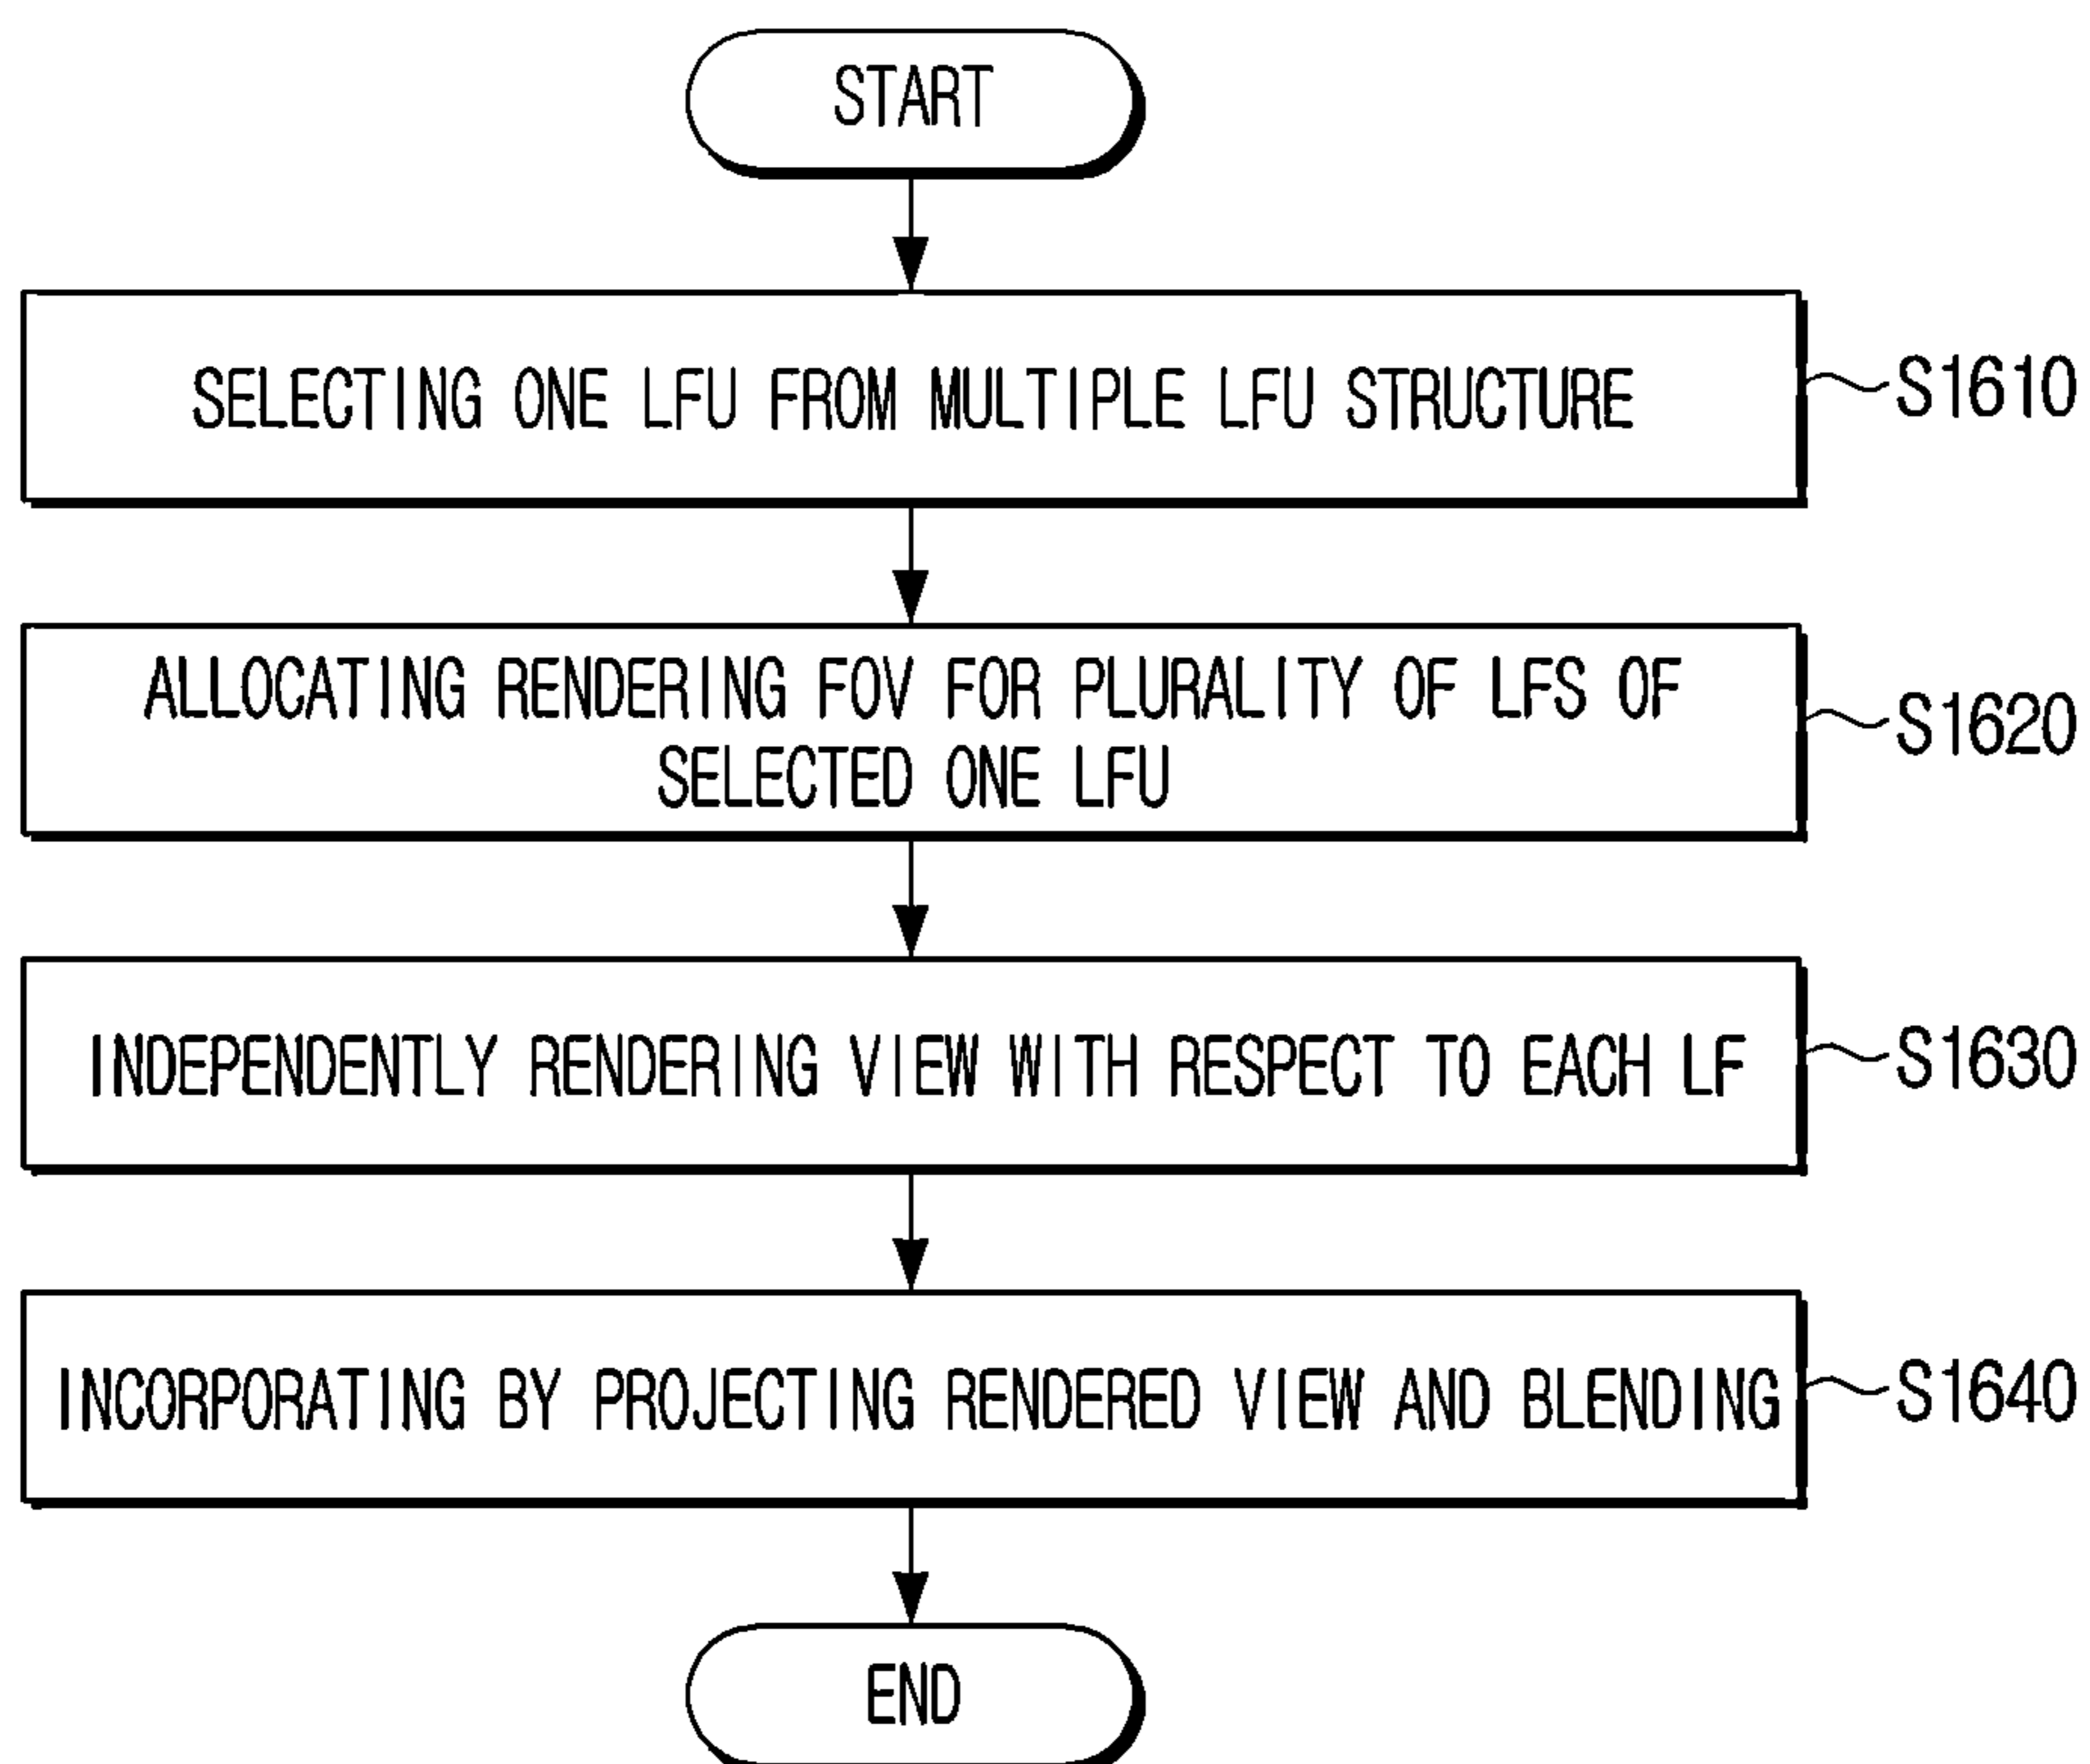 START
SELECTING ONE LFU FROM MULTIPLE LFU STRUCTURE
S1610
ALLOCATING RENDERING FOV FOR PLURALITY OF LFS OF
SELECTED ONE LFU
S1620
INDEPENDENTLY RENDERING VIEW WITH RESPECT TO EACH LF
S1630
INCORPORATING BY PROJECTING RENDERED VIEW AND BLENDING
S1640
END